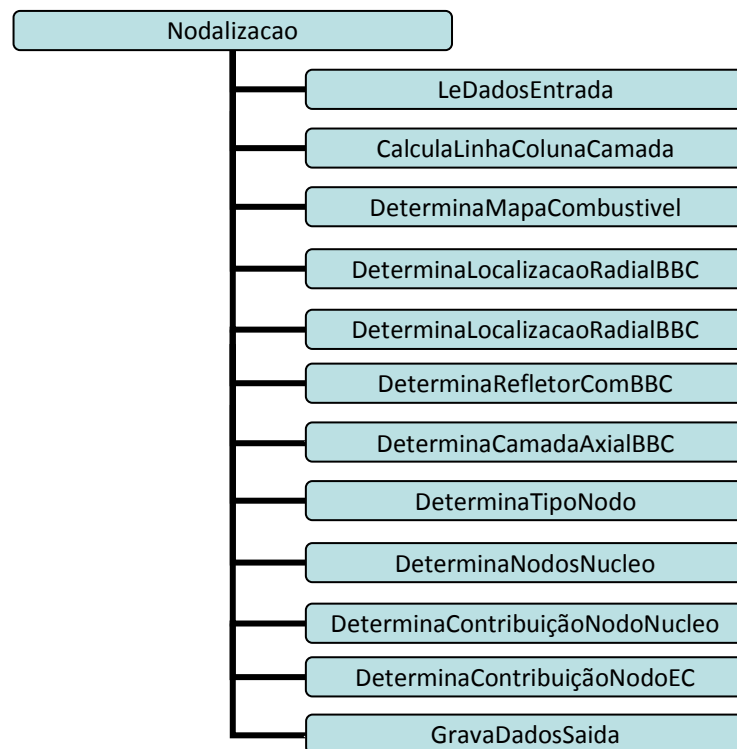 Nodalizacao
LeDadosEntrada
CalculaLinhaColunaCamada
DeterminaMapaCombustivel
DeterminaLocalizacaoRadialBBC
DeterminaLocalizacaoRadialBBC
DeterminaRefletorComBBC
DeterminaCamadaAxialBBC
DeterminaTipoNodo
DeterminaNodosNucleo
DeterminaContribuiçãoNodoNucleo
DeterminaContribuiçãoNodoEC
GravaDadosSaida